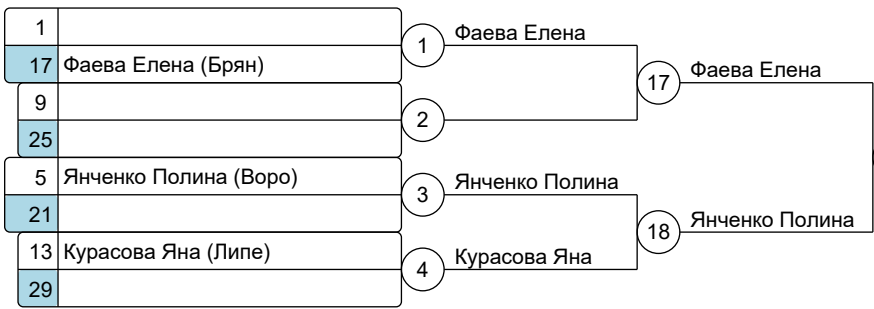 1
17 Фаева Елена (Брян)
9
25
5 Янченко Полина (Воро)
21
13 Курасова Яна (Липе)
29
1 Фаева Елена
2
3 Янченко Полина
4 Курасова Яна
17 Фаева Елена
18 Янченко Полина